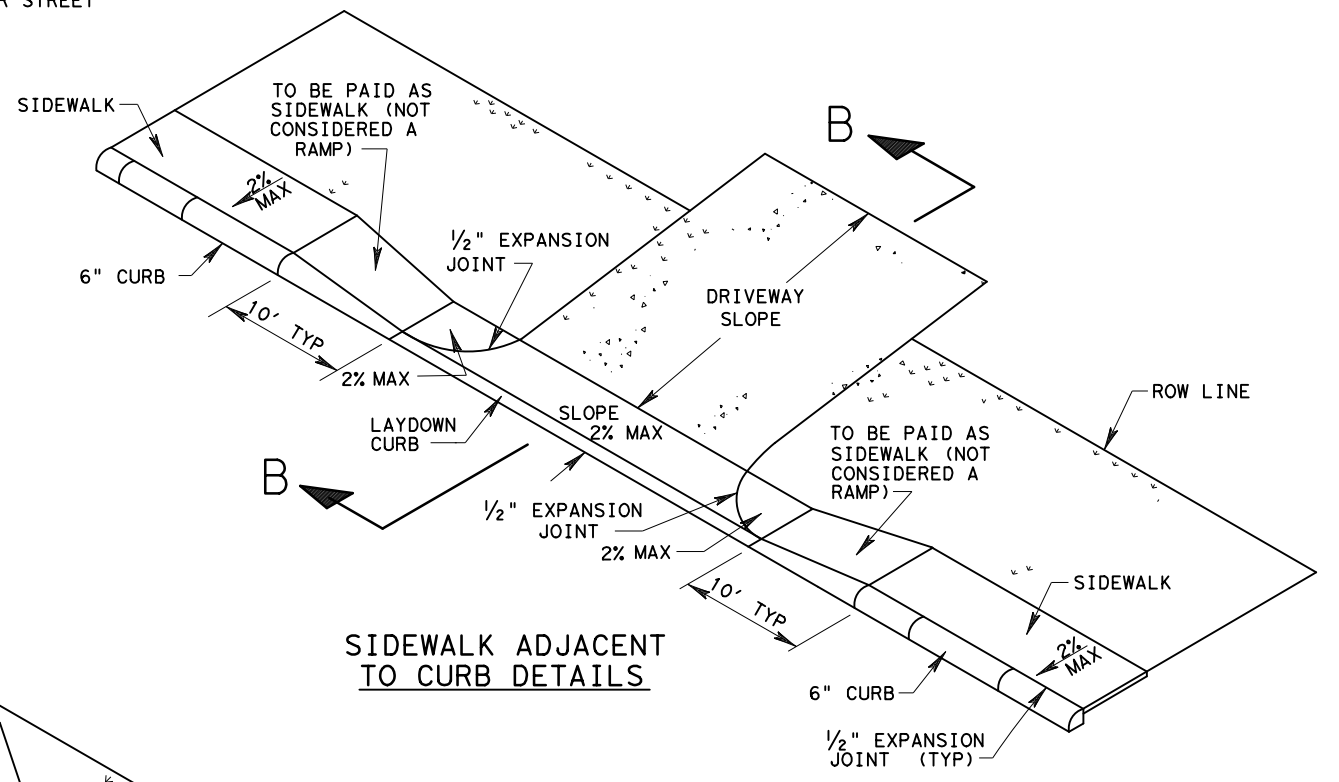 R STREET
SIDEWALK
TO BE PAID AS
SIDEWALK (NOT
CONSIDERED A
RAMP)
B
2%
MAX
½" EXPANSION
JOINT
6" CURB
DRIVEWAY
SLOPE
10' TYP
2% MAX
LAYDOWN
CURB
SLOPE
2% MAX
ROW LINE
TO BE PAID AS
SIDEWALK (NOT
CONSIDERED A
RAMP)
B
½" EXPANSION
JOINT
2% MAX
10' TYP
SIDEWALK
2%
MAX
SIDEWALK ADJACENT
TO CURB DETAILS
6" CURB
½" EXPANSION
JOINT (TYP)